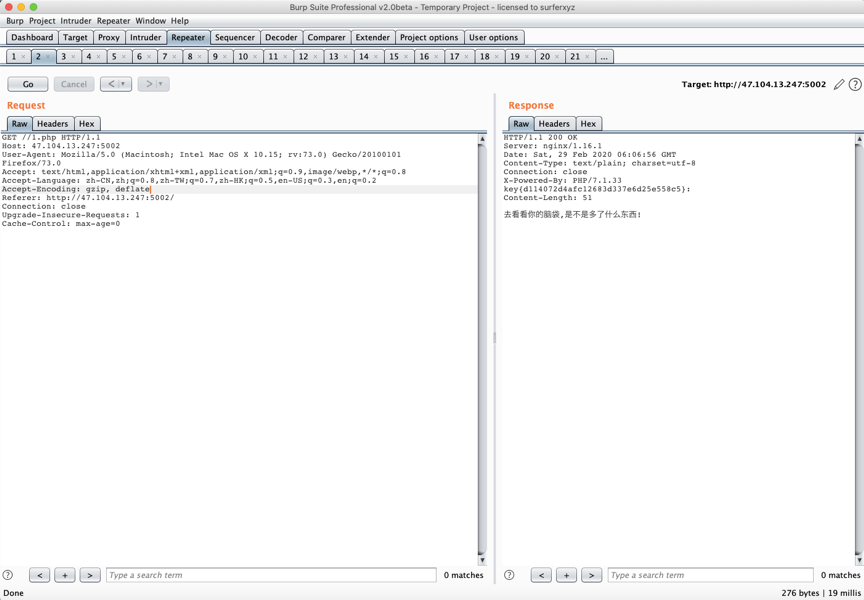 Burp Suite Professional v2.0beta - Temporary Project - licensed to surferxyz
Burp Project Intruder Repeater Window Help
Dashboard Target Proxy Intruder Repeater Sequencer Decoder Comparer Extender Project options User options
1 × 2 × 3 × 4 × 5 × 6 × 7 × 8 × 9 × 10 × 11 × 12 × 13 × 14 × 15 × 16 × 17 × 18 × 19 × 20 × 21 × ...
Go Cancel < > Target: http://47.104.13.247:5002 ?
Request
Raw Headers Hex
GET //1.php HTTP/1.1
Host: 47.104.13.247:5002
User-Agent: Mozilla/5.0 (Macintosh; Intel Mac OS X 10.15; rv:73.0) Gecko/20100101
Firefox/73.0
Accept: text/html,application/xhtml+xml,application/xml;q=0.9,image/webp,*/*;q=0.8
Accept-Language: zh-CN,zh;q=0.8,zh-TW;q=0.7,zh-HK;q=0.5,en-US;q=0.3,en;q=0.2
Accept-Encoding: gzip, deflate
Referer: http://47.104.13.247:5002/
Connection: close
Upgrade-Insecure-Requests: 1
Cache-Control: max-age=0
? < + > Type a search term 0 matches
Response
Raw Headers Hex
HTTP/1.1 200 OK
Server: nginx/1.16.1
Date: Sat, 29 Feb 2020 06:06:56 GMT
Content-Type: text/plain; charset=utf-8
Connection: close
X-Powered-By: PHP/7.1.33
key{d114072d4afc12683d337e6d25e558c5}:
Content-Length: 51
去看看你的脑袋,是不是多了什么东西:
? < + > Type a search term 0 matches
Done 276 bytes | 19 millis